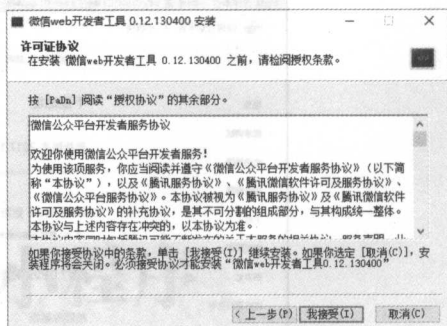 微信web开发者工具 0.12.130400 安装
许可证协议
在安装 微信web开发者工具 0.12.130400 之前，请检阅授权条款。
按 [PgDn] 阅读“授权协议”的其余部分。
微信公众平台开发者服务协议
欢迎你使用微信公众平台开发者服务！
为使用该项服务，你应当阅读并遵守《微信公众平台开发者服务协议》（以下简
称“本协议”），以及《腾讯服务协议》、《腾讯微信软件许可及服务协议》、
《微信公众平台服务协议》。本协议被视为《腾讯服务协议》及《腾讯微信软件
许可及服务协议》的补充协议，是其不可分割的组成部分，与其构成统一整体。
本协议与上述内容存在冲突的，以本协议为准。
如果你接受协议中的条款，单击 [我接受(I)] 继续安装。如果你选定 [取消(C)]，安
装程序将会关闭。必须接受协议才能安装“微信web开发者工具0.12.130400”
< 上一步(P) 我接受(I) 取消(C)